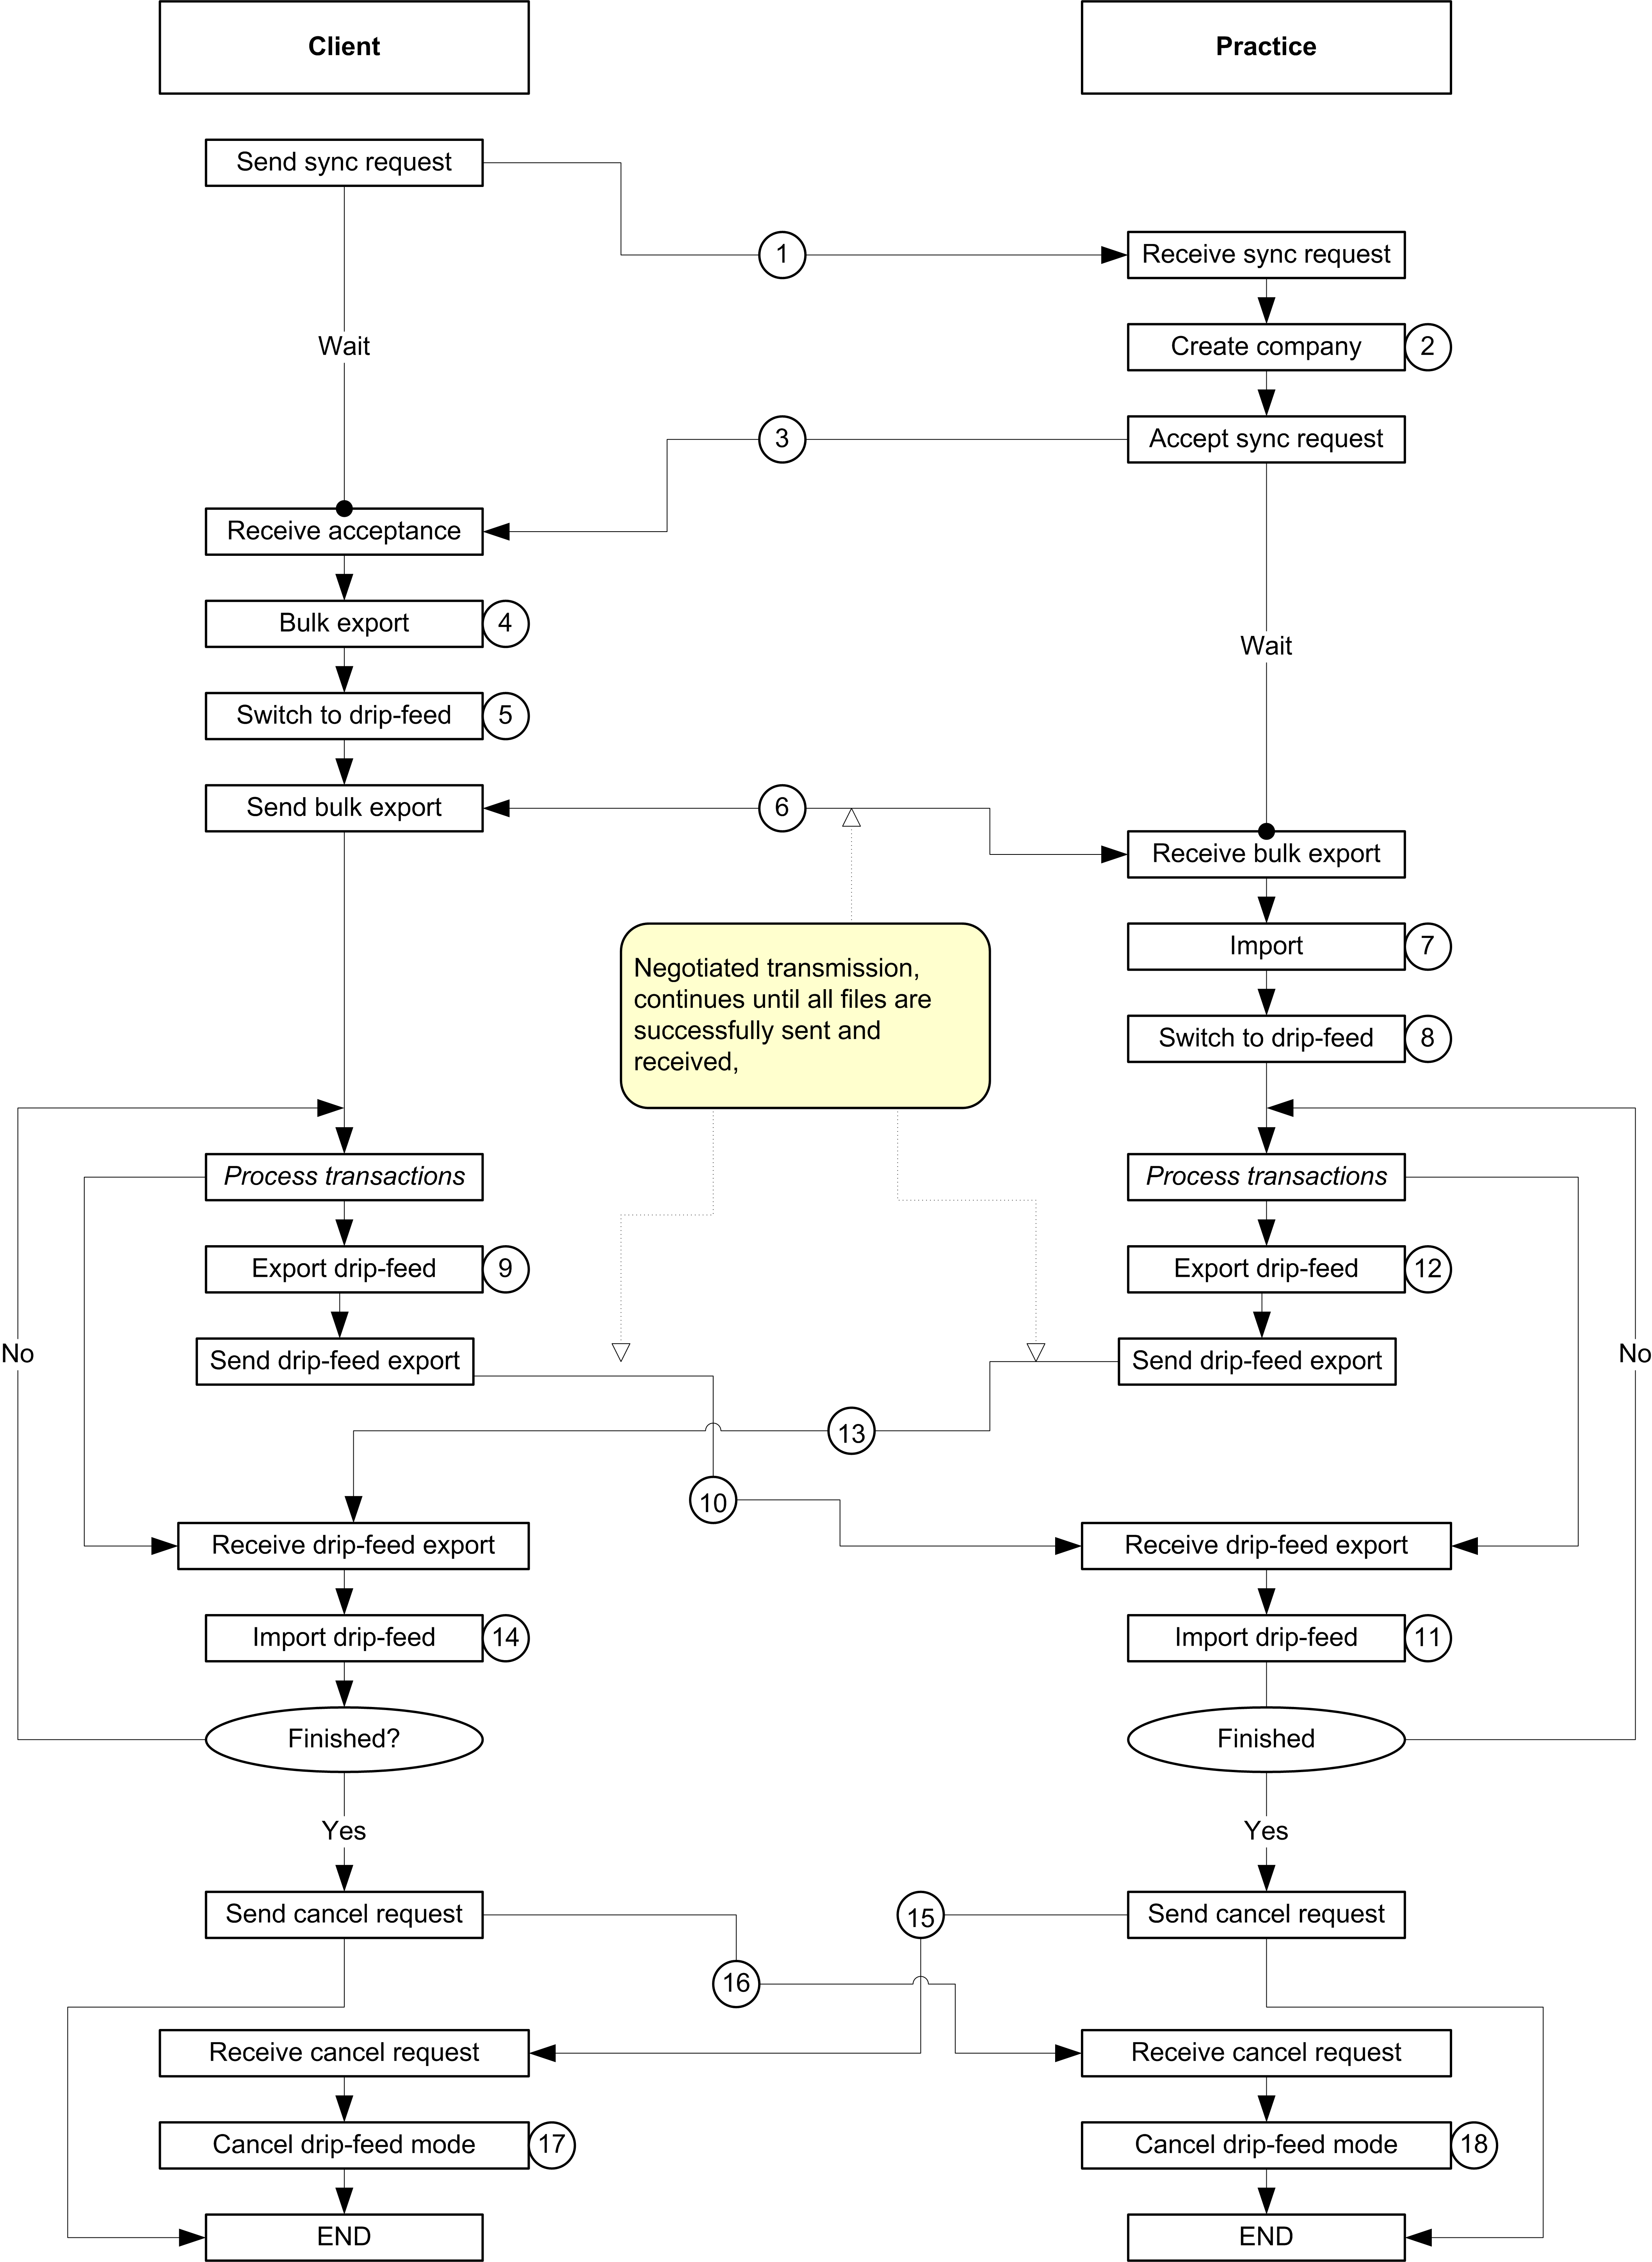 Client
Practice
Send sync request
1
Receive sync request
Wait
Create company
2
3
Accept sync request
Receive acceptance
Bulk export
4
Wait
Switch to drip-feed
5
Send bulk export
6
Receive bulk export
Negotiated transmission,
continues until all files are
successfully sent and
received,
Import
7
Switch to drip-feed
8
Process transactions
Process transactions
Export drip-feed
9
Export drip-feed
12
No
Send drip-feed export
Send drip-feed export
No
13
10
Receive drip-feed export
Receive drip-feed export
Import drip-feed
14
Import drip-feed
11
Finished?
Finished
Yes
Yes
Send cancel request
15
Send cancel request
16
Receive cancel request
Receive cancel request
Cancel drip-feed mode
17
Cancel drip-feed mode
18
END
END